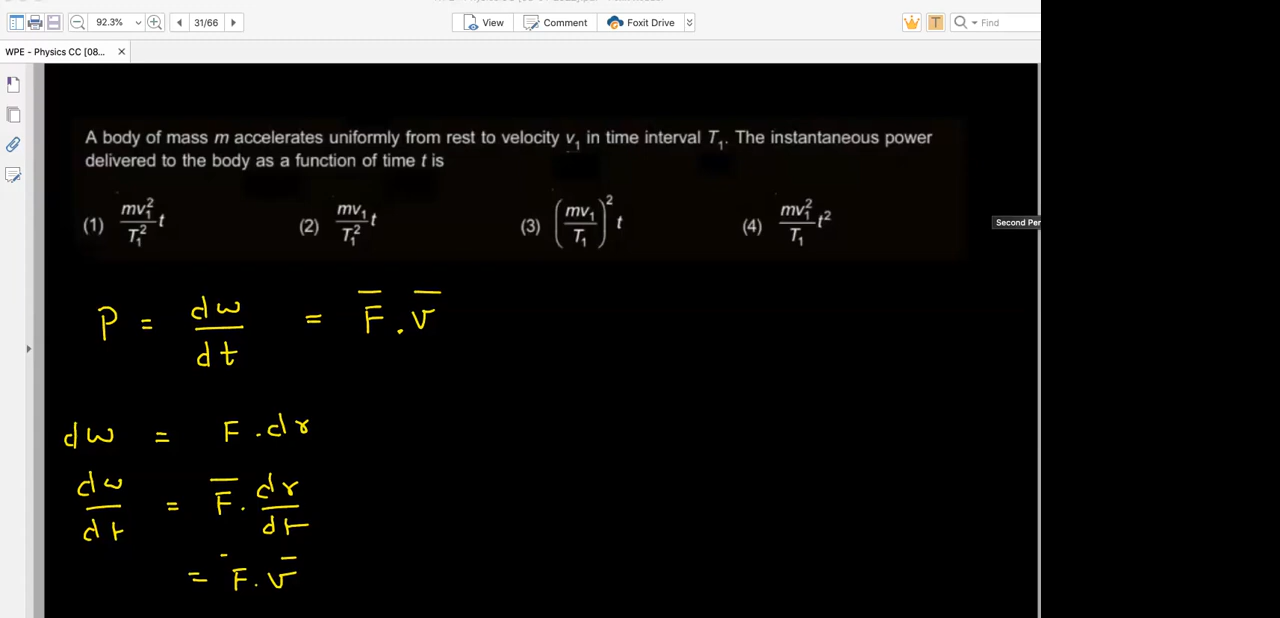 92.3%
31/66
View
Comment
Foxit Drive
T
Find
WPE - Physics CC [08... ×
A body of mass m accelerates uniformly from rest to velocity v₁ in time interval T₁. The instantaneous power
delivered to the body as a function of time t is
(1) mv₁²/T₁² t (2) mv₁/T₁² t (3) (mv₁/T₁)² t (4) mv₁²/T₁ t²
Second Per
P = dw/dt = F̅ . v̅
dw = F . dr
dw/dt = F̅ . dr/dt
= F̅ . v̅